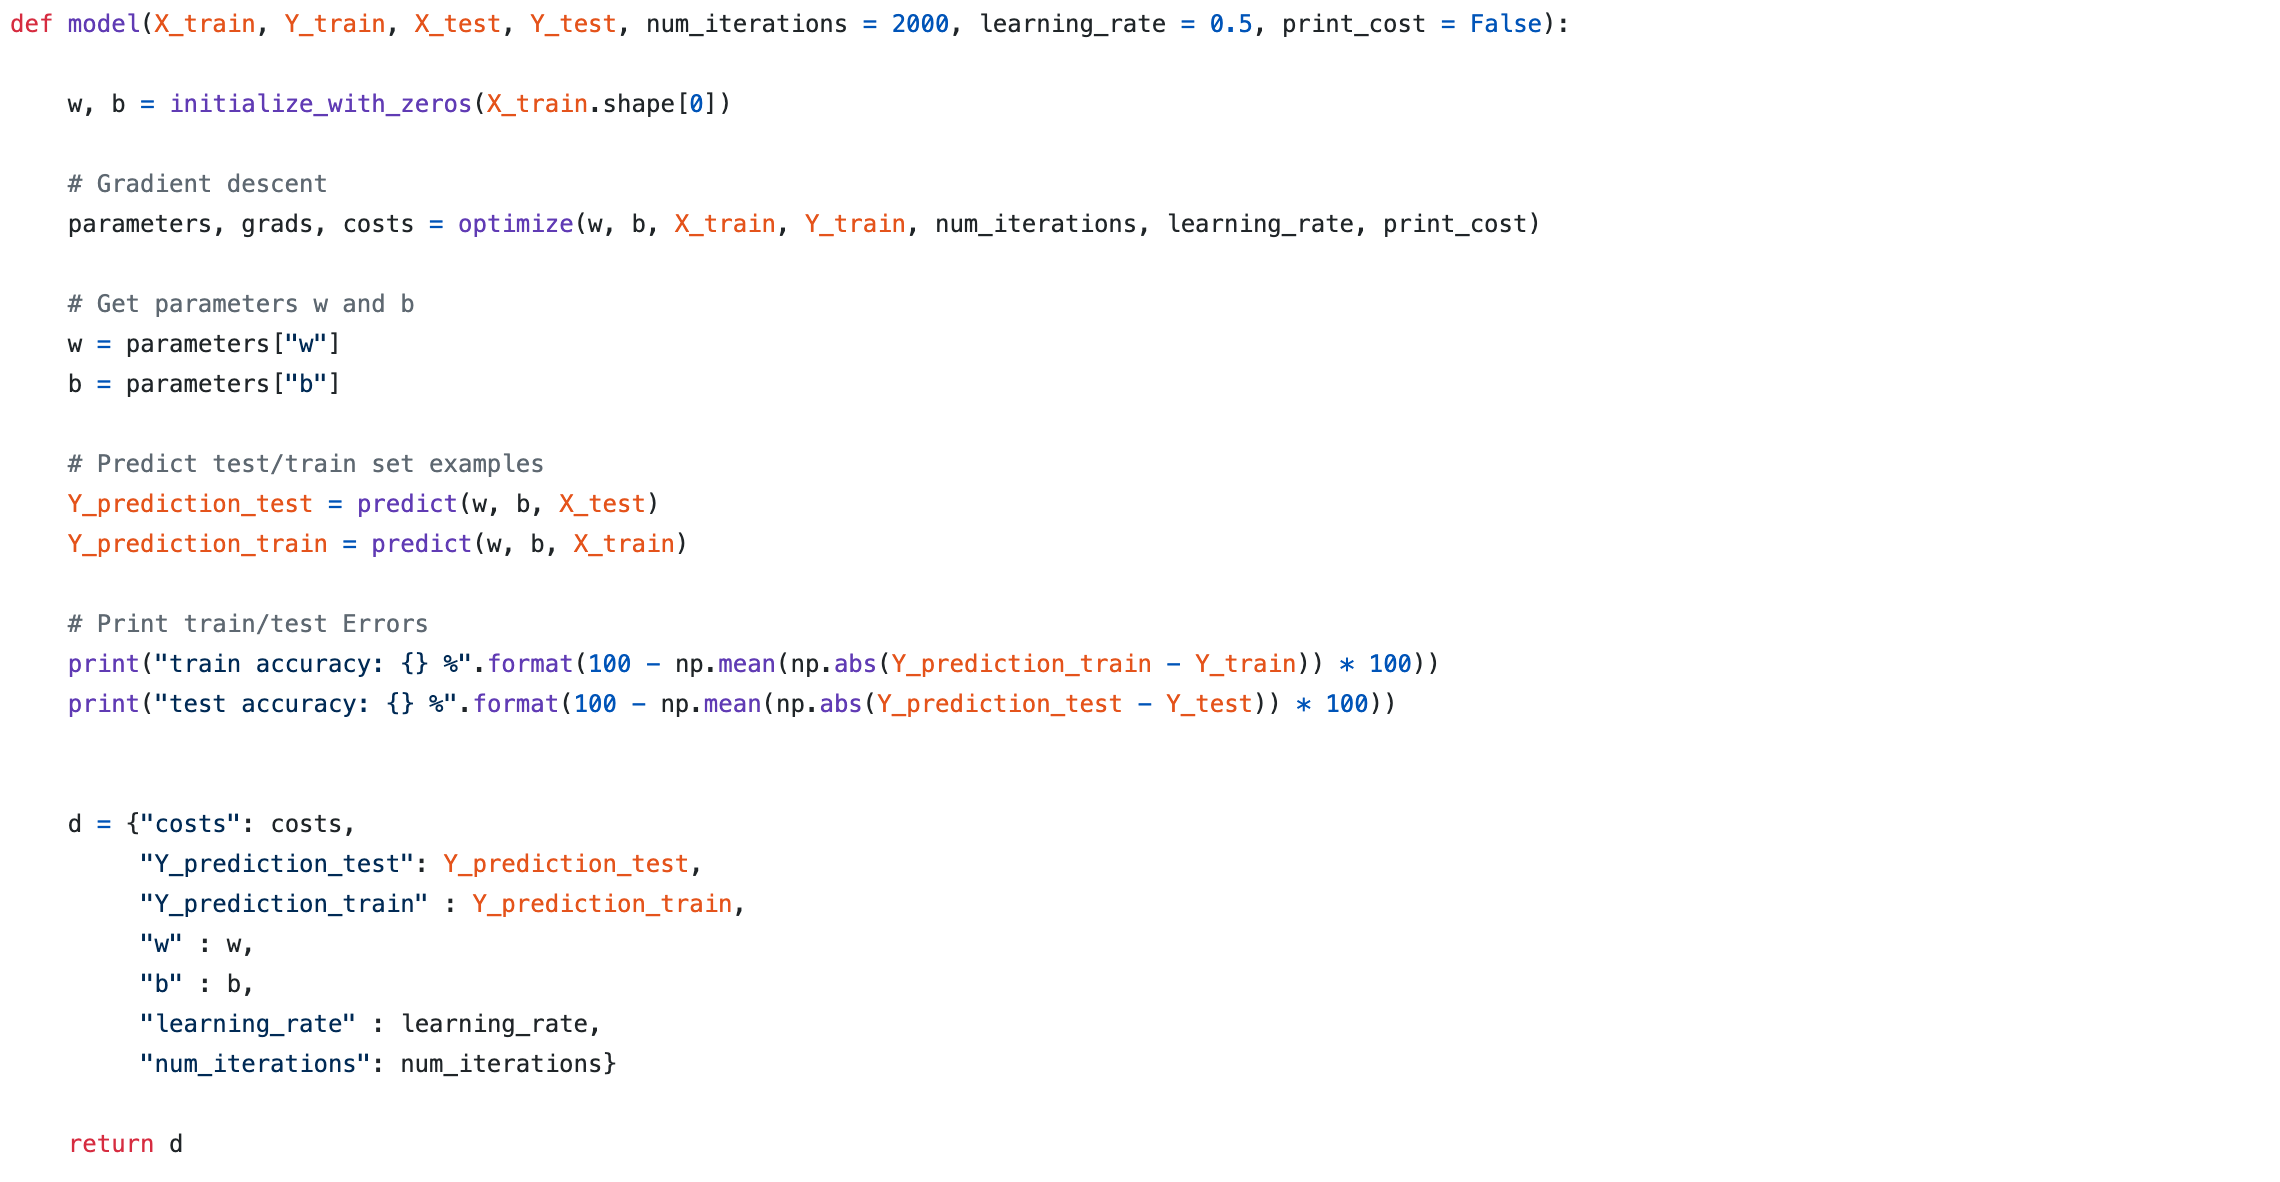 def model(X_train, Y_train, X_test, Y_test, num_iterations = 2000, learning_rate = 0.5, print_cost = False):
w, b = initialize_with_zeros(X_train.shape[0])
# Gradient descent
parameters, grads, costs = optimize(w, b, X_train, Y_train, num_iterations, learning_rate, print_cost)
# Get parameters w and b
w = parameters["w"]
b = parameters["b"]
# Predict test/train set examples
Y_prediction_test = predict(w, b, X_test)
Y_prediction_train = predict(w, b, X_train)
# Print train/test Errors
print("train accuracy: {} %".format(100 - np.mean(np.abs(Y_prediction_train - Y_train)) * 100))
print("test accuracy: {} %".format(100 - np.mean(np.abs(Y_prediction_test - Y_test)) * 100))
d = {"costs": costs,
"Y_prediction_test": Y_prediction_test,
"Y_prediction_train" : Y_prediction_train,
"w" : w,
"b" : b,
"learning_rate" : learning_rate,
"num_iterations": num_iterations}
return d